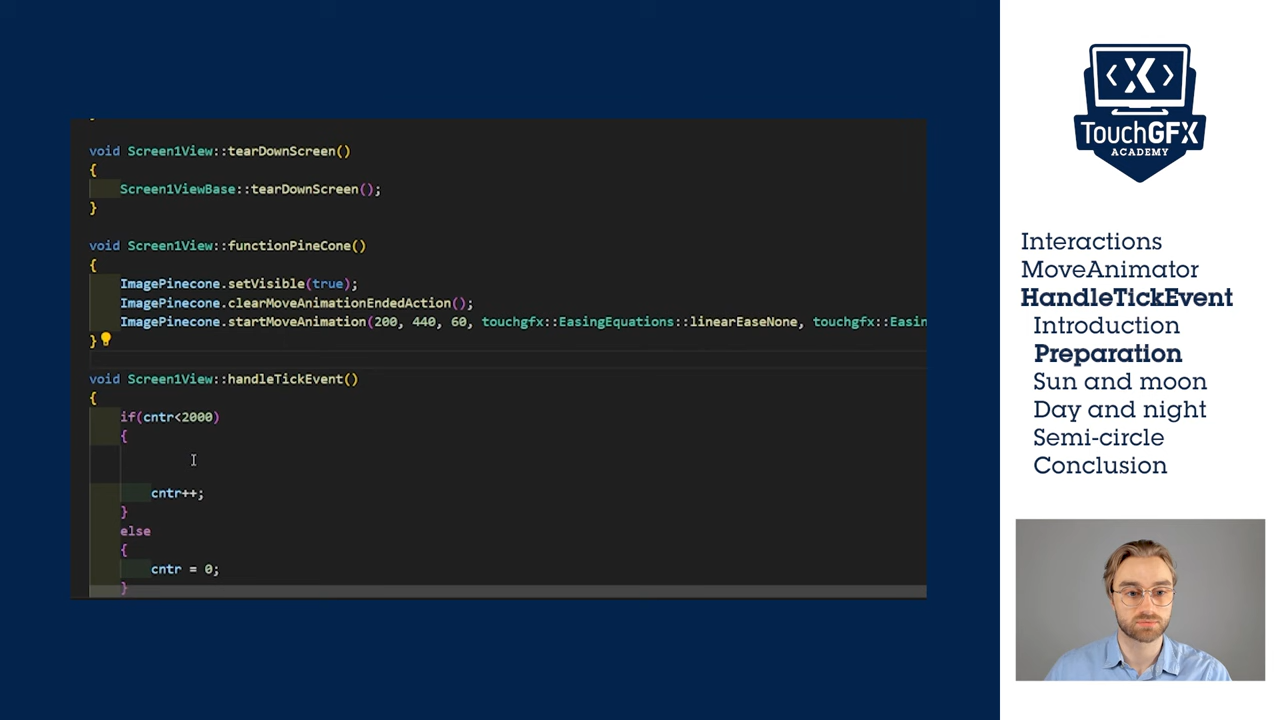 void Screen1View::tearDownScreen()
{
Screen1ViewBase::tearDownScreen();
}
void Screen1View::functionPineCone()
{
ImagePinecone.setVisible(true);
ImagePinecone.clearMoveAnimationEndedAction();
ImagePinecone.startMoveAnimation(200, 440, 60, touchgfx::EasingEquations::linearEaseNone, touchgfx::Easin
}
void Screen1View::handleTickEvent()
{
if(cntr<2000)
{
cntr++;
}
else
{
cntr = 0;
}
<X>
TouchGFX
ACADEMY
Interactions
MoveAnimator
HandleTickEvent
Introduction
Preparation
Sun and moon
Day and night
Semi-circle
Conclusion